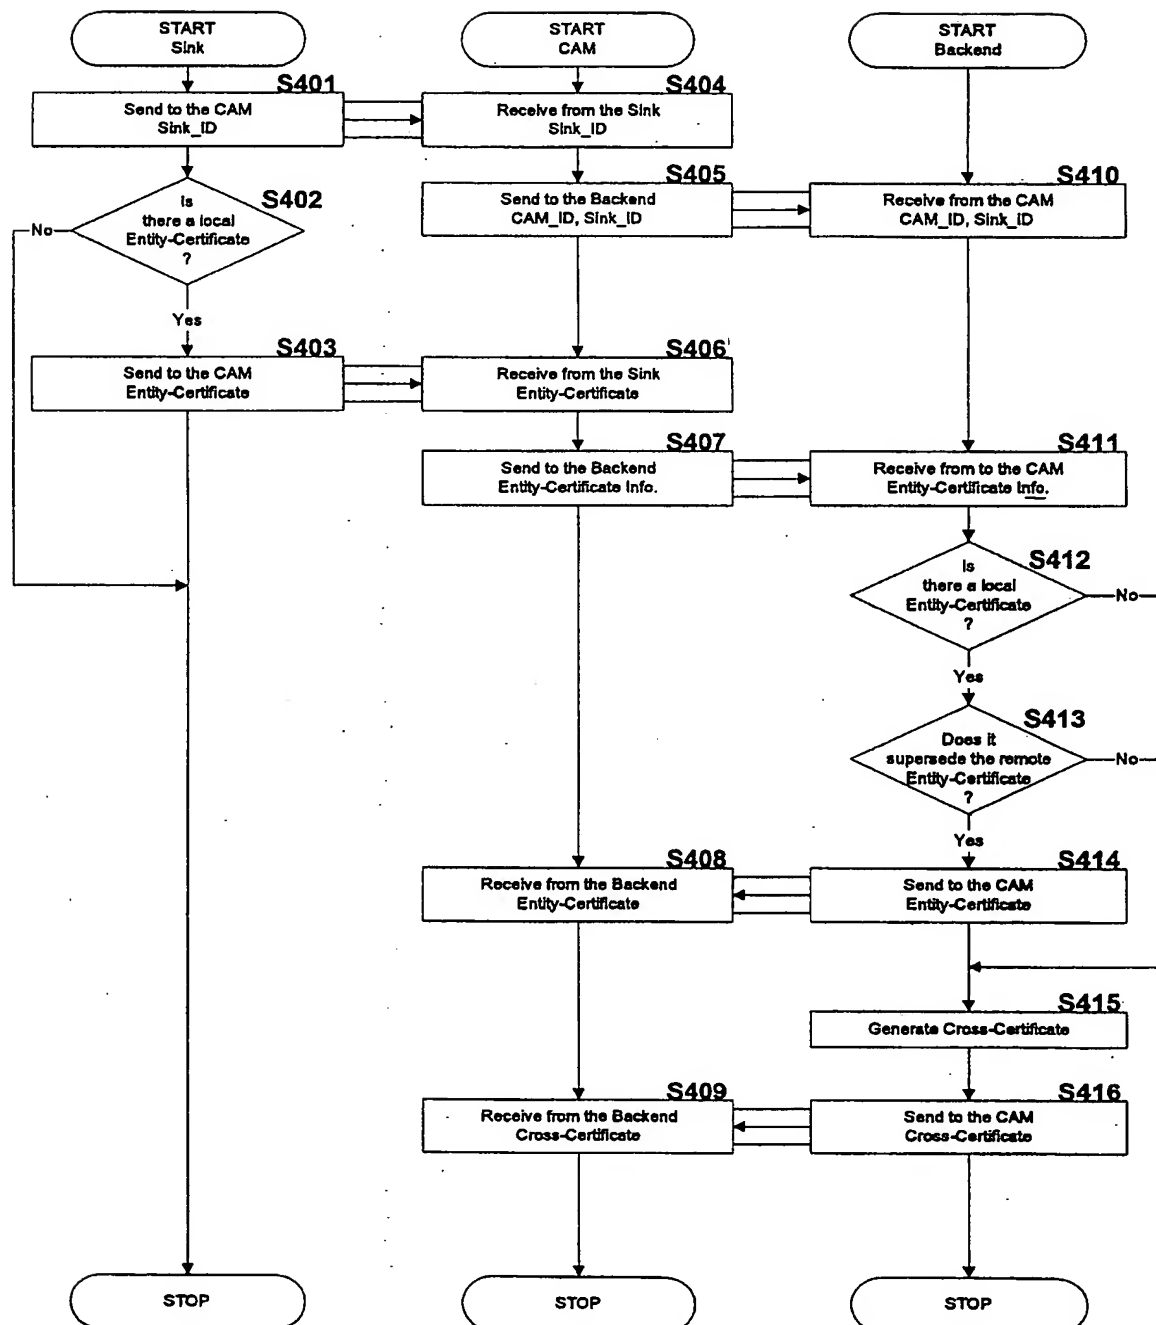 START
Sink
START
CAM
START
Backend
S401
Send to the CAM
Sink_ID
S404
Receive from the Sink
Sink_ID
S402
Is
there a local
Entity-Certificate
?
No
Yes
S405
Send to the Backend
CAM_ID, Sink_ID
S410
Receive from the CAM
CAM_ID, Sink_ID
S403
Send to the CAM
Entity-Certificate
S406
Receive from the Sink
Entity-Certificate
S407
Send to the Backend
Entity-Certificate Info.
S411
Receive from to the CAM
Entity-Certificate Info.
S412
Is
there a local
Entity-Certificate
?
No
Yes
S413
Does it
supersede the remote
Entity-Certificate
?
No
Yes
S408
Receive from the Backend
Entity-Certificate
S414
Send to the CAM
Entity-Certificate
S415
Generate Cross-Certificate
S409
Receive from the Backend
Cross-Certificate
S416
Send to the CAM
Cross-Certificate
STOP
STOP
STOP